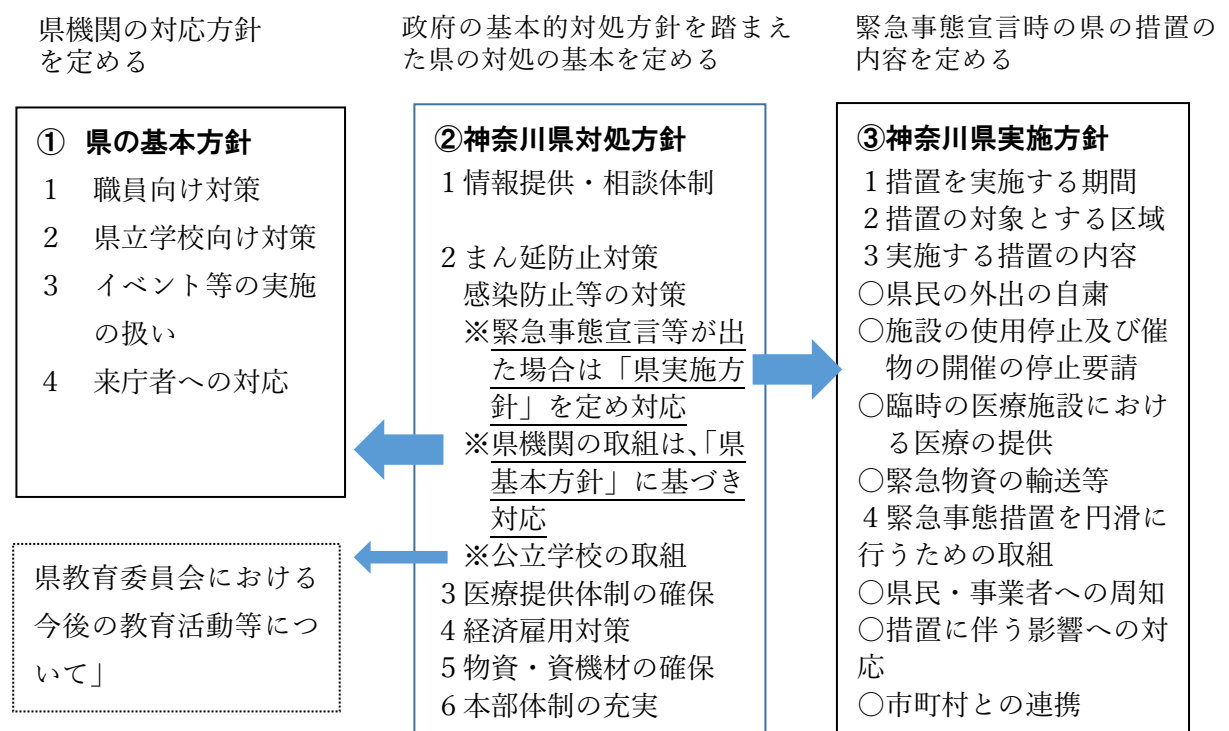 県機関の対応方針
を定める
政府の基本的対処方針を踏まえ
た県の対処の基本を定める
緊急事態宣言時の県の措置の
内容を定める
① 県の基本方針
1 職員向け対策
2 県立学校向け対策
3 イベント等の実施
の扱い
4 来庁者への対応
県教育委員会における
今後の教育活動等につ
いて」
②神奈川県対処方針
1情報提供・相談体制
2まん延防止対策
感染防止等の対策
※緊急事態宣言等が出
た場合は「県実施方
針」を定め対応
※県機関の取組は、「県
基本方針」に基づき
対応
※公立学校の取組
3医療提供体制の確保
4経済雇用対策
5物資・資機材の確保
6本部体制の充実
③神奈川県実施方針
1措置を実施する期間
2措置の対象とする区域
3実施する措置の内容
○県民の外出の自粛
○施設の使用停止及び催
物の開催の停止要請
○臨時の医療施設におけ
る医療の提供
○緊急物資の輸送等
4緊急事態措置を円滑に
行うための取組
○県民・事業者への周知
○措置に伴う影響への対
応
○市町村との連携